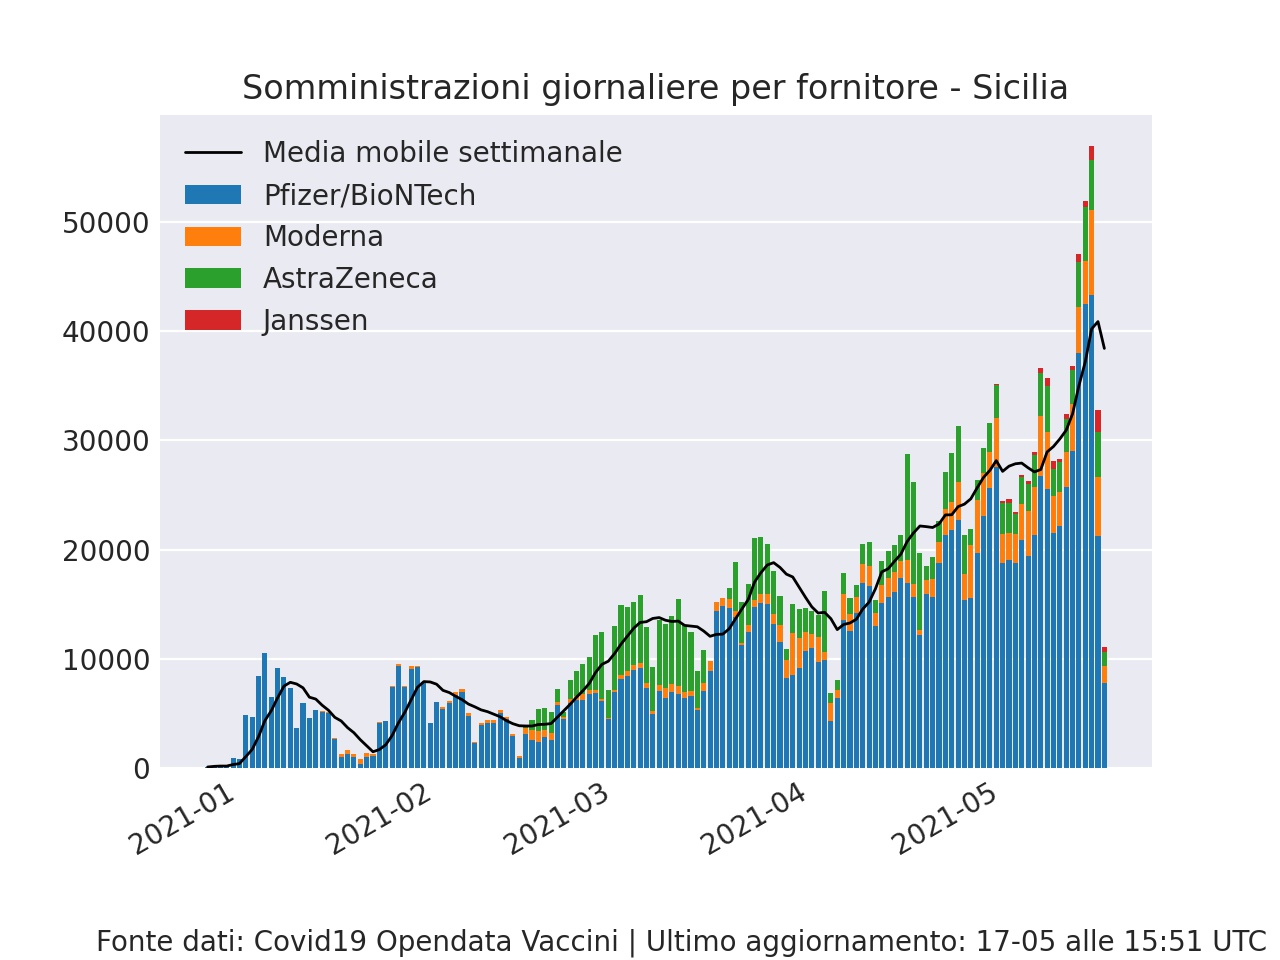 Somministrazioni giornaliere per fornitore - Sicilia
Media mobile settimanale
Pfizer/BioNTech
Moderna
AstraZeneca
Janssen
50000
40000
30000
20000
10000
0
2021-01
2021-02
2021-03
2021-04
2021-05
Fonte dati: Covid19 Opendata Vaccini | Ultimo aggiornamento: 17-05 alle 15:51 UTC